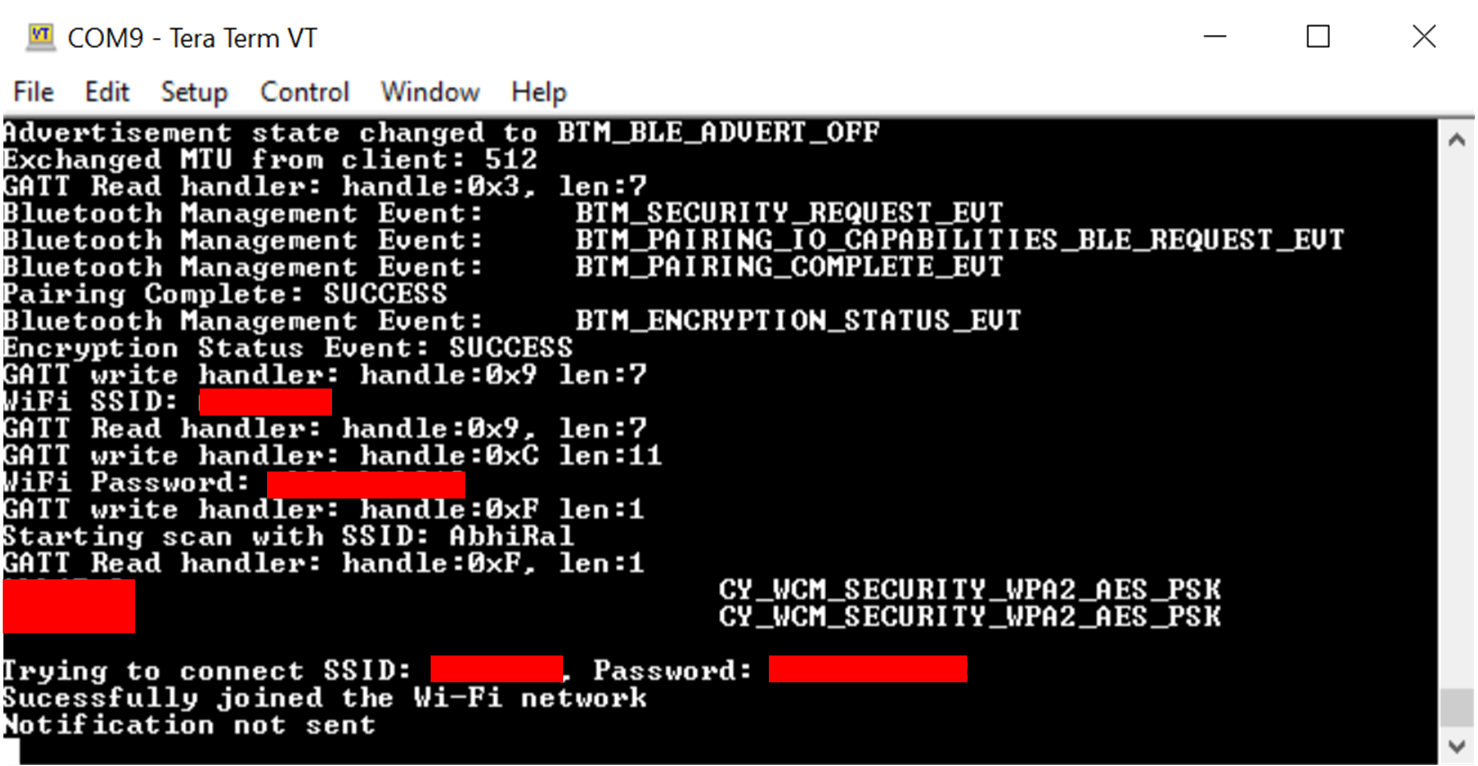 COM9 - Tera Term VT
File Edit Setup Control Window Help
Advertisement state changed to BTM_BLE_ADVERT_OFF
Exchanged MTU from client: 512
GATT Read handler: handle:0x3, len:7
Bluetooth Management Event: BTM_SECURITY_REQUEST_EVT
Bluetooth Management Event: BTM_PAIRING_IO_CAPABILITIES_BLE_REQUEST_EVT
Bluetooth Management Event: BTM_PAIRING_COMPLETE_EVT
Pairing Complete: SUCCESS
Bluetooth Management Event: BTM_ENCRYPTION_STATUS_EVT
Encryption Status Event: SUCCESS
GATT write handler: handle:0x9 len:7
WiFi SSID:
GATT Read handler: handle:0x9, len:7
GATT write handler: handle:0xC len:11
WiFi Password:
GATT write handler: handle:0xF len:1
Starting scan with SSID: AbhiRal
GATT Read handler: handle:0xF, len:1
CY_WCM_SECURITY_WPA2_AES_PSK
CY_WCM_SECURITY_WPA2_AES_PSK
Trying to connect SSID: , Password:
Sucessfully joined the Wi-Fi network
Notification not sent